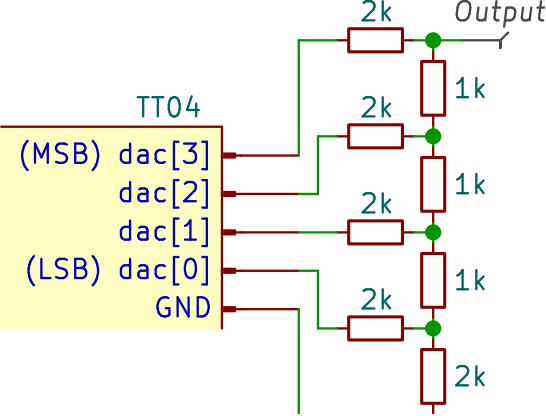 2k
Output
1k
TT04
2k
(MSB) dac[3]
dac[2]
1k
dac[1]
2k
(LSB) dac[0]
1k
GND
2k
2k